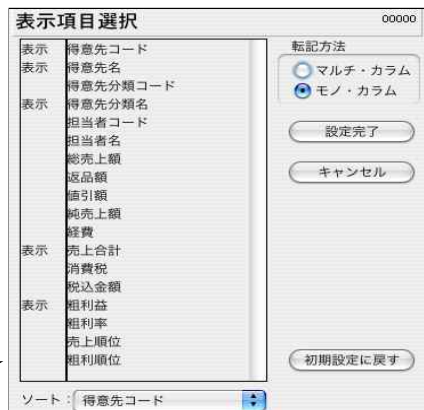 表示項目選択
00000
表示 得意先コード
表示 得意先名
得意先分類コード
表示 得意先分類名
担当者コード
担当者名
総売上額
返品額
値引額
純売上額
経費
表示 売上合計
消費税
税込金額
表示 粗利益
粗利率
売上順位
粗利順位
ソート：得意先コード
転記方法
マルチ・カラム
モノ・カラム
設定完了
キャンセル
初期設定に戻す